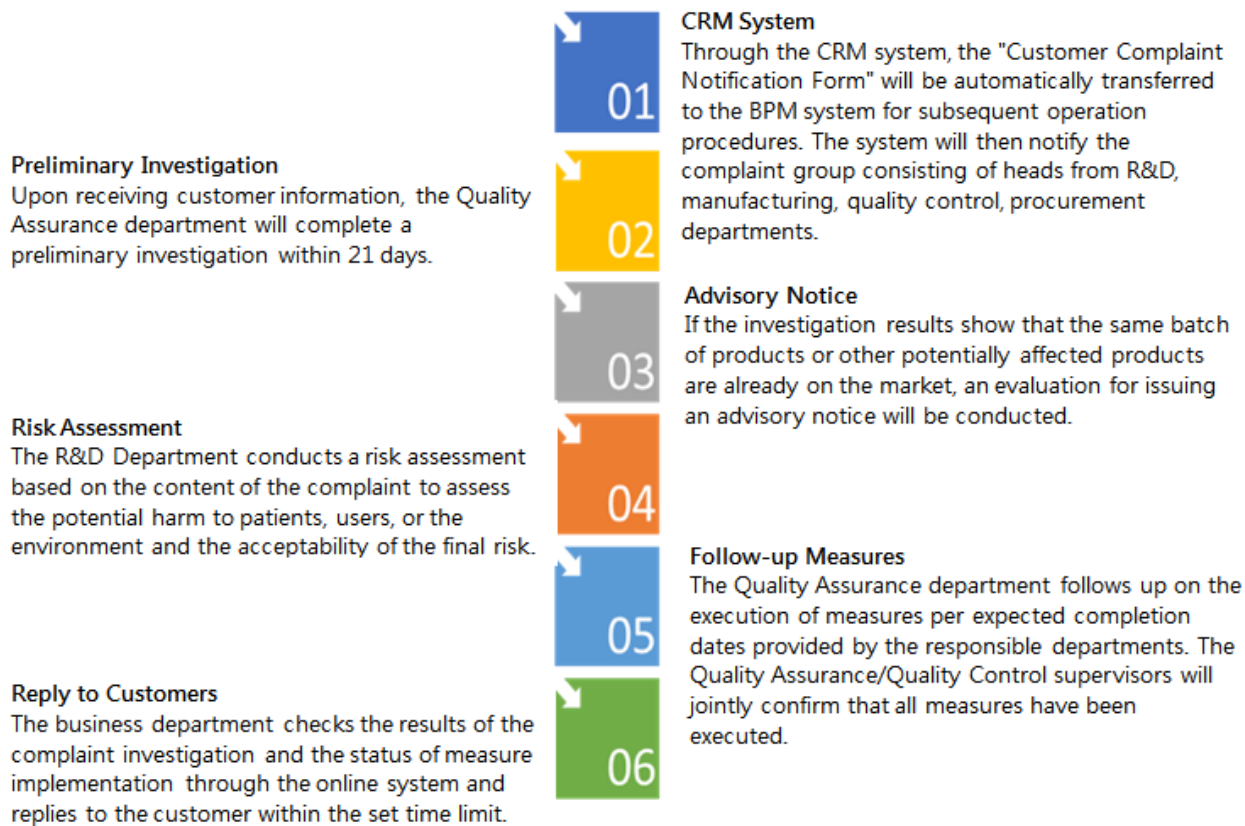 01
CRM System
Through the CRM system, the "Customer Complaint
Notification Form" will be automatically transferred
to the BPM system for subsequent operation
procedures. The system will then notify the
complaint group consisting of heads from R&D,
manufacturing, quality control, procurement
departments.
02
Preliminary Investigation
Upon receiving customer information, the Quality
Assurance department will complete a
preliminary investigation within 21 days.
03
Advisory Notice
If the investigation results show that the same batch
of products or other potentially affected products
are already on the market, an evaluation for issuing
an advisory notice will be conducted.
04
Risk Assessment
The R&D Department conducts a risk assessment
based on the content of the complaint to assess
the potential harm to patients, users, or the
environment and the acceptability of the final risk.
05
Follow-up Measures
The Quality Assurance department follows up on the
execution of measures per expected completion
dates provided by the responsible departments. The
Quality Assurance/Quality Control supervisors will
jointly confirm that all measures have been
executed.
06
Reply to Customers
The business department checks the results of the
complaint investigation and the status of measure
implementation through the online system and
replies to the customer within the set time limit.